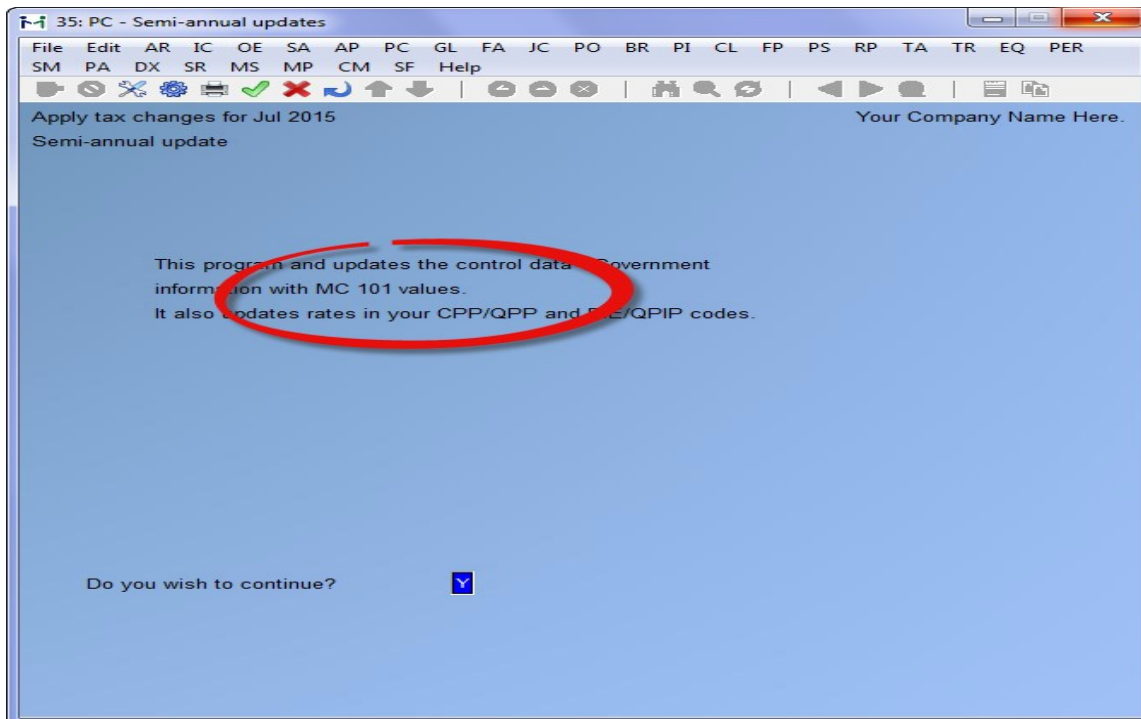 35: PC - Semi-annual updates
File Edit AR IC OE SA AP PC GL FA JC PO BR PI CL FP PS RP TA TR EQ PER
SM PA DX SR MS MP CM SF Help
Apply tax changes for Jul 2015 Your Company Name Here.
Semi-annual update
This program and updates the control data Government
information with MC 101 values.
It also updates rates in your CPP/QPP and /QPIP codes.
Do you wish to continue? Y